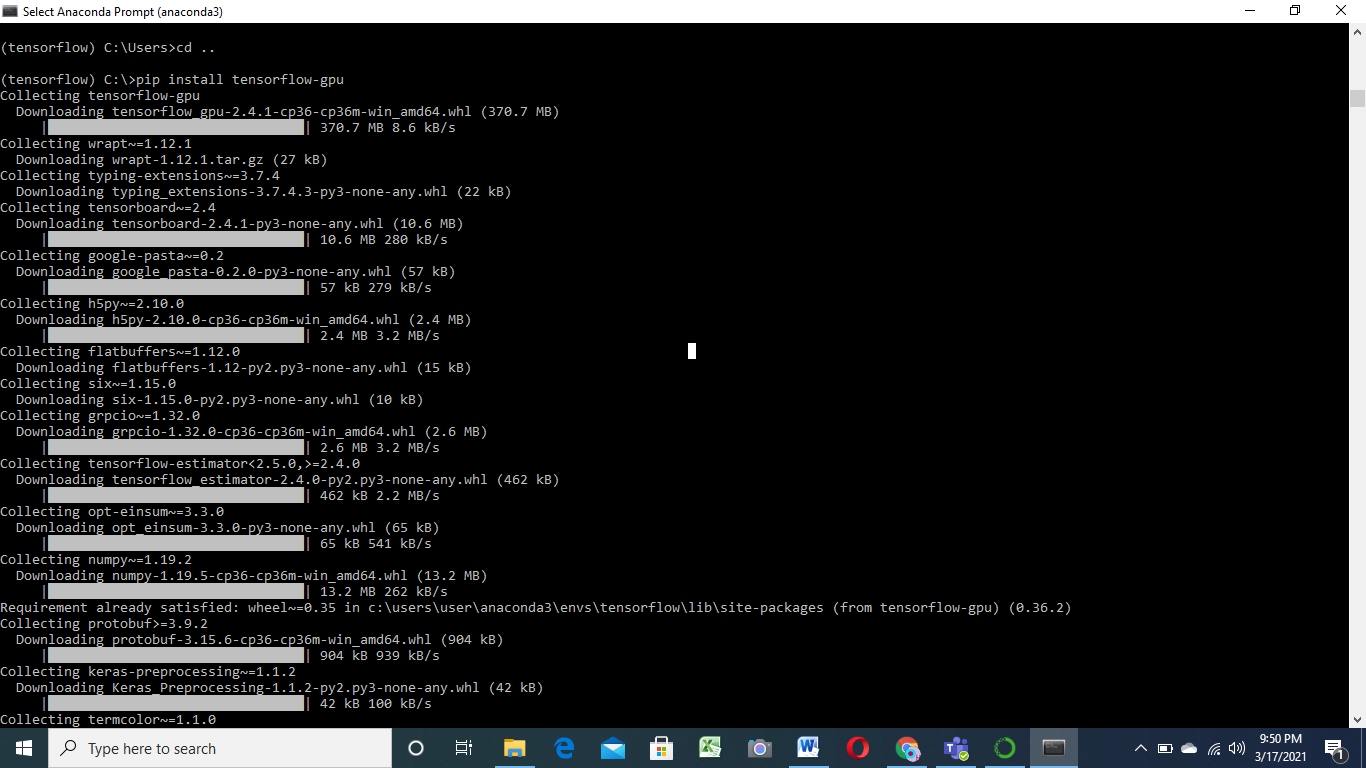 Select Anaconda Prompt (anaconda3)
(tensorflow) C:\Users>cd ..
(tensorflow) C:\>pip install tensorflow-gpu
Collecting tensorflow-gpu
  Downloading tensorflow_gpu-2.4.1-cp36-cp36m-win_amd64.whl (370.7 MB)
     |                                | 370.7 MB 8.6 kB/s
Collecting wrapt~=1.12.1
  Downloading wrapt-1.12.1.tar.gz (27 kB)
Collecting typing-extensions~=3.7.4
  Downloading typing_extensions-3.7.4.3-py3-none-any.whl (22 kB)
Collecting tensorboard~=2.4
  Downloading tensorboard-2.4.1-py3-none-any.whl (10.6 MB)
     |                                | 10.6 MB 280 kB/s
Collecting google-pasta~=0.2
  Downloading google_pasta-0.2.0-py3-none-any.whl (57 kB)
     |                                | 57 kB 279 kB/s
Collecting h5py~=2.10.0
  Downloading h5py-2.10.0-cp36-cp36m-win_amd64.whl (2.4 MB)
     |                                | 2.4 MB 3.2 MB/s
Collecting flatbuffers~=1.12.0
  Downloading flatbuffers-1.12-py2.py3-none-any.whl (15 kB)
Collecting six~=1.15.0
  Downloading six-1.15.0-py2.py3-none-any.whl (10 kB)
Collecting grpcio~=1.32.0
  Downloading grpcio-1.32.0-cp36-cp36m-win_amd64.whl (2.6 MB)
     |                                | 2.6 MB 3.2 MB/s
Collecting tensorflow-estimator<2.5.0,>=2.4.0
  Downloading tensorflow_estimator-2.4.0-py2.py3-none-any.whl (462 kB)
     |                                | 462 kB 2.2 MB/s
Collecting opt-einsum~=3.3.0
  Downloading opt_einsum-3.3.0-py3-none-any.whl (65 kB)
     |                                | 65 kB 541 kB/s
Collecting numpy~=1.19.2
  Downloading numpy-1.19.5-cp36-cp36m-win_amd64.whl (13.2 MB)
     |                                | 13.2 MB 262 kB/s
Requirement already satisfied: wheel~=0.35 in c:\users\user\anaconda3\envs\tensorflow\lib\site-packages (from tensorflow-gpu) (0.36.2)
Collecting protobuf>=3.9.2
  Downloading protobuf-3.15.6-cp36-cp36m-win_amd64.whl (904 kB)
     |                                | 904 kB 939 kB/s
Collecting keras-preprocessing~=1.1.2
  Downloading Keras_Preprocessing-1.1.2-py2.py3-none-any.whl (42 kB)
     |                                | 42 kB 100 kB/s
Collecting termcolor~=1.1.0
Type here to search
9:50 PM
3/17/2021
1